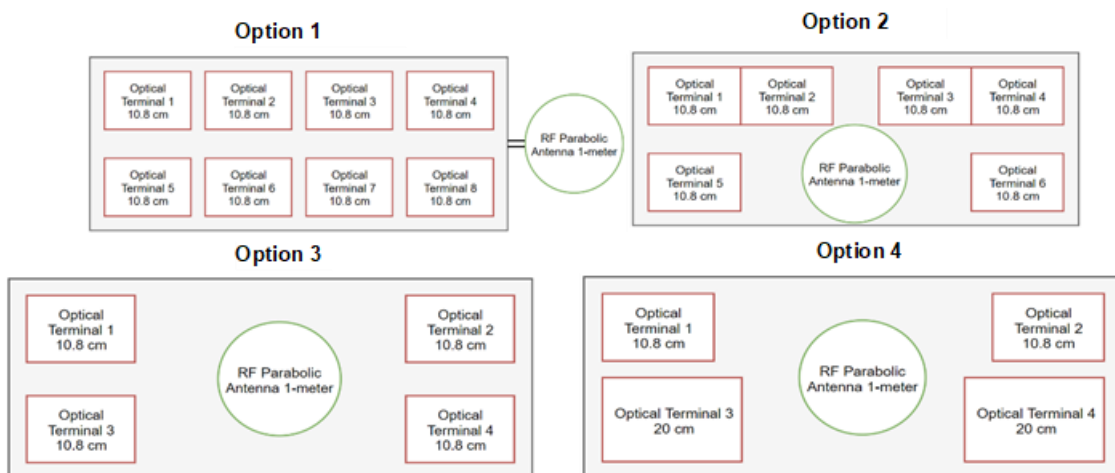 Option 1
Optical
Terminal 1
10.8 cm
Optical
Terminal 2
10.8 cm
Optical
Terminal 3
10.8 cm
Optical
Terminal 4
10.8 cm
Optical
Terminal 5
10.8 cm
Optical
Terminal 6
10.8 cm
Optical
Terminal 7
10.8 cm
Optical
Terminal 8
10.8 cm
RF Parabolic
Antenna 1-meter
Option 2
Optical
Terminal 1
10.8 cm
Optical
Terminal 2
10.8 cm
Optical
Terminal 3
10.8 cm
Optical
Terminal 4
10.8 cm
Optical
Terminal 5
10.8 cm
RF Parabolic
Antenna 1-meter
Optical
Terminal 6
10.8 cm
Option 3
Optical
Terminal 1
10.8 cm
Optical
Terminal 2
10.8 cm
RF Parabolic
Antenna 1-meter
Optical
Terminal 3
10.8 cm
Optical
Terminal 4
10.8 cm
Option 4
Optical
Terminal 1
10.8 cm
Optical
Terminal 2
10.8 cm
RF Parabolic
Antenna 1-meter
Optical Terminal 3
20 cm
Optical Terminal 4
20 cm